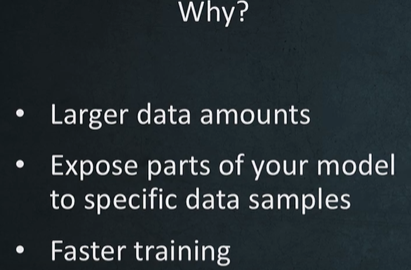 Why?
• Larger data amounts
• Expose parts of your model
to specific data samples
• Faster training